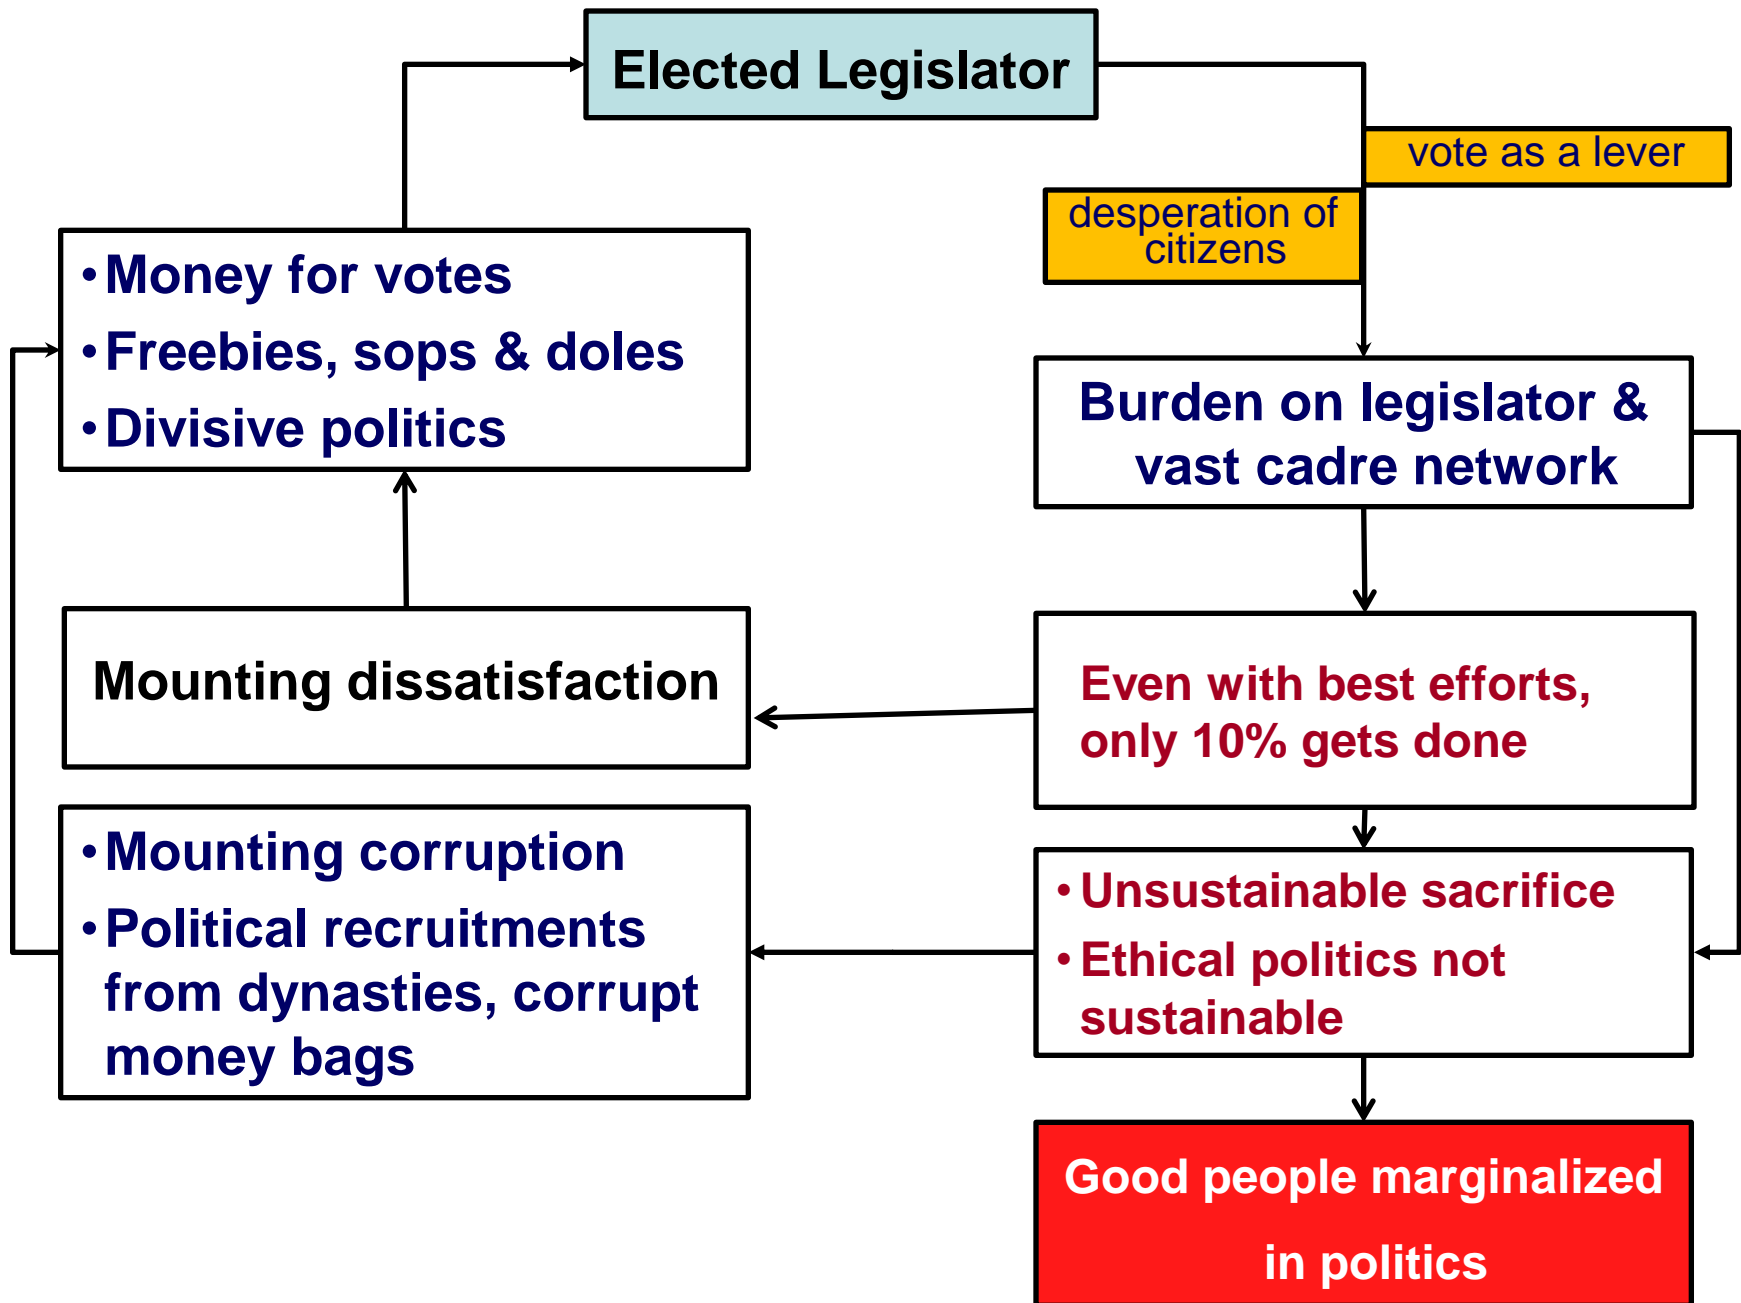 Elected Legislator
vote as a lever
desperation of
citizens
•Money for votes
•Freebies, sops & doles
•Divisive politics
Burden on legislator &
vast cadre network
Mounting dissatisfaction
Even with best efforts,
only 10% gets done
•Mounting corruption
•Political recruitments
from dynasties, corrupt
money bags
• Unsustainable sacrifice
• Ethical politics not
sustainable
Good people marginalized
in politics